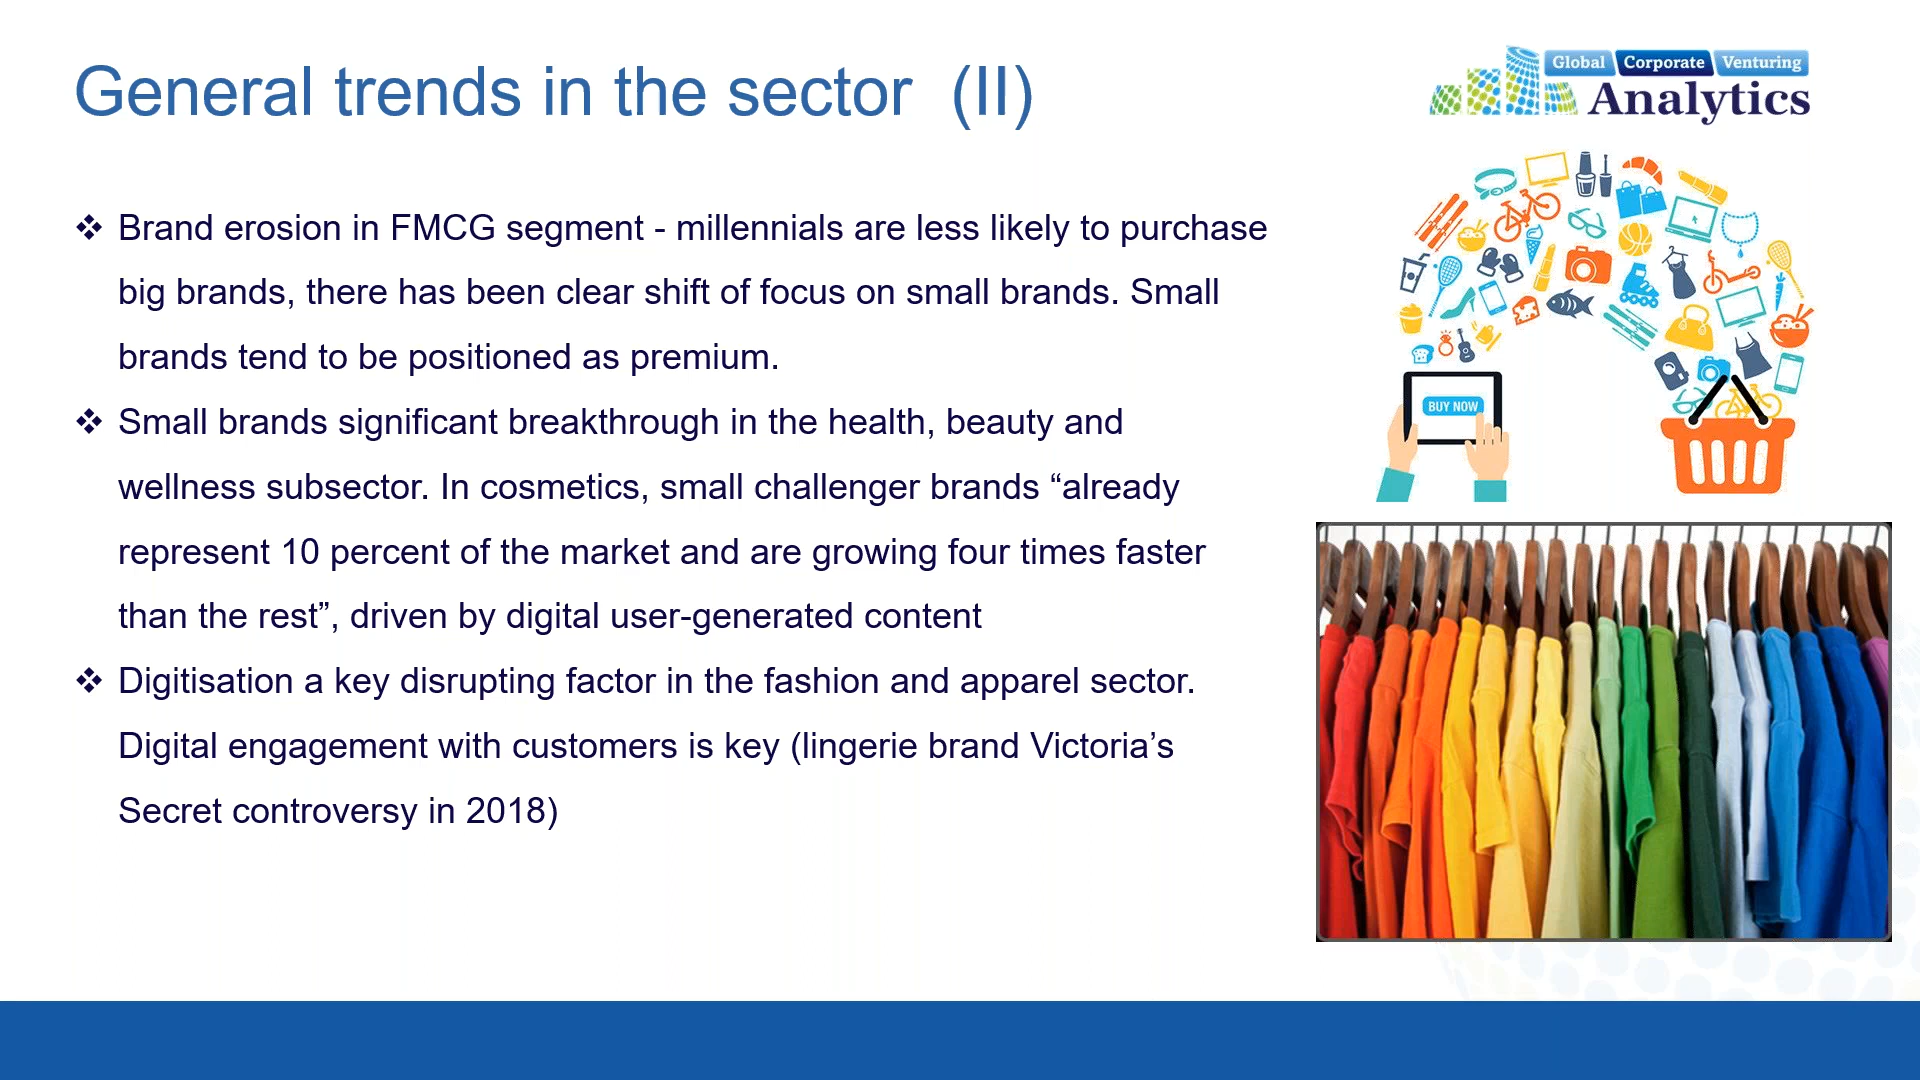 General trends in the sector (II)
Global Corporate Venturing
Analytics
❖ Brand erosion in FMCG segment - millennials are less likely to purchase
big brands, there has been clear shift of focus on small brands. Small
brands tend to be positioned as premium.
❖ Small brands significant breakthrough in the health, beauty and
wellness subsector. In cosmetics, small challenger brands “already
represent 10 percent of the market and are growing four times faster
than the rest”, driven by digital user-generated content
❖ Digitisation a key disrupting factor in the fashion and apparel sector.
Digital engagement with customers is key (lingerie brand Victoria’s
Secret controversy in 2018)
BUY NOW